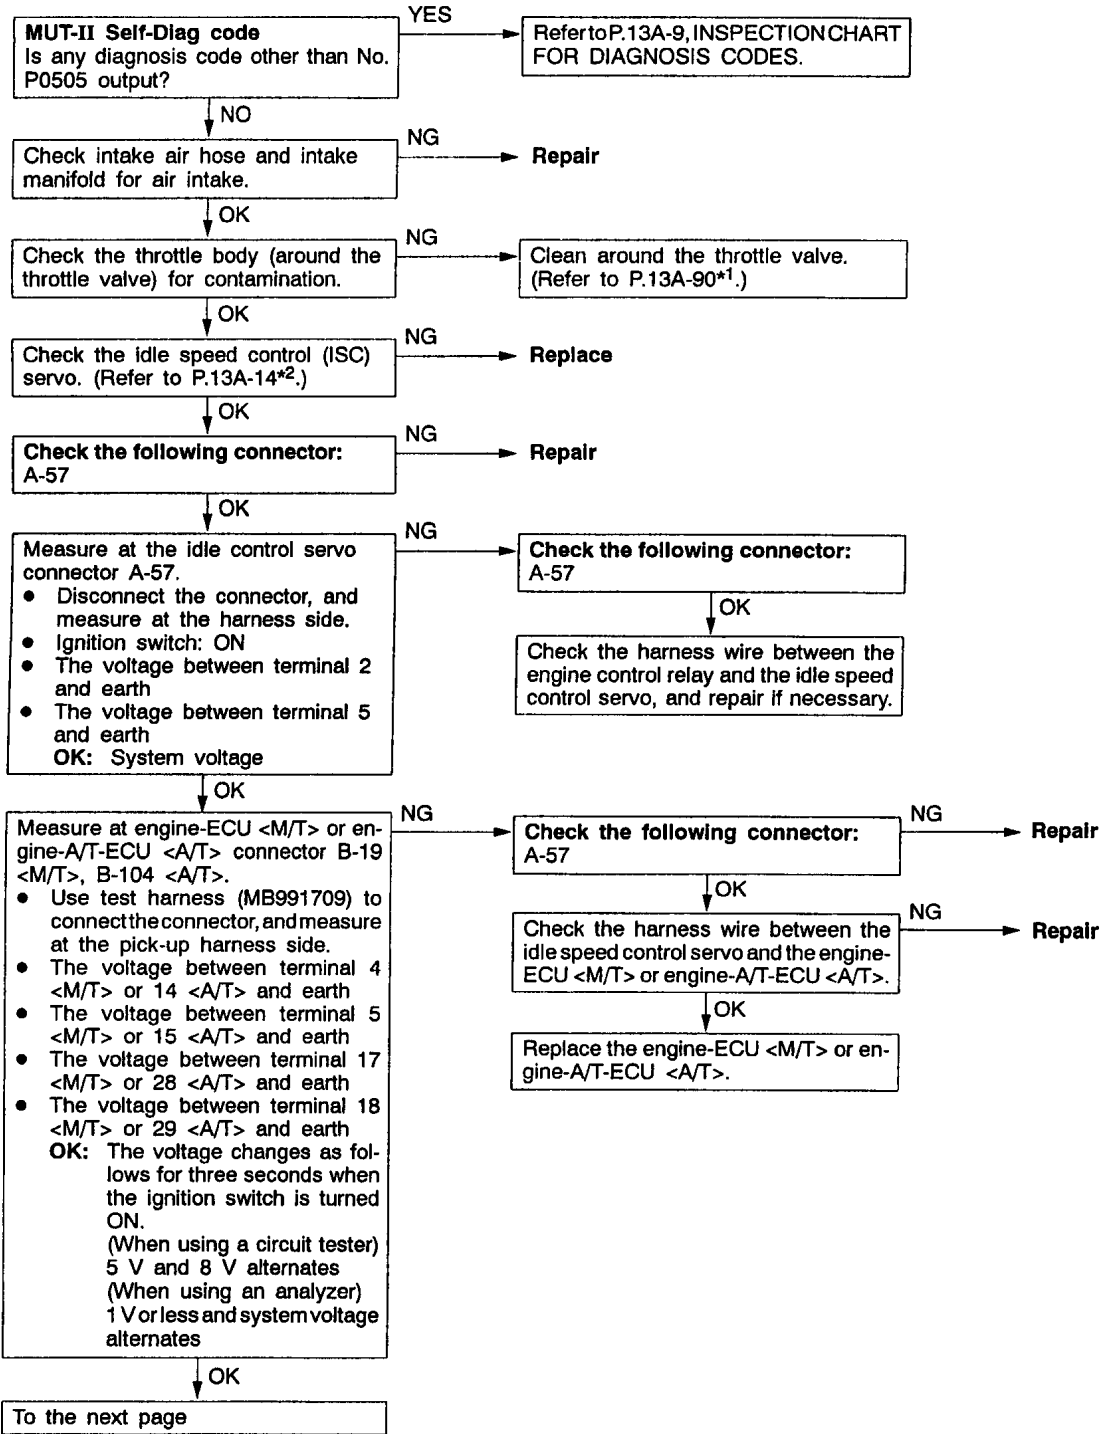 MUT-II Self-Diag code
Is any diagnosis code other than No.
P0505 output?
YES
Refer to P.13A-9, INSPECTION CHART
FOR DIAGNOSIS CODES.
NO
Check intake air hose and intake
manifold for air intake.
NG
Repair
OK
Check the throttle body (around the
throttle valve) for contamination.
NG
Clean around the throttle valve.
(Refer to P.13A-90*1.)
OK
Check the idle speed control (ISC)
servo. (Refer to P.13A-14*2.)
NG
Replace
OK
Check the following connector:
A-57
NG
Repair
OK
Measure at the idle control servo
connector A-57.
● Disconnect the connector, and
measure at the harness side.
● Ignition switch: ON
● The voltage between terminal 2
and earth
● The voltage between terminal 5
and earth
OK: System voltage
NG
Check the following connector:
A-57
OK
Check the harness wire between the
engine control relay and the idle speed
control servo, and repair if necessary.
OK
Measure at engine-ECU <M/T> or en-
gine-A/T-ECU <A/T> connector B-19
<M/T>, B-104 <A/T>.
● Use test harness (MB991709) to
connect the connector, and measure
at the pick-up harness side.
● The voltage between terminal 4
<M/T> or 14 <A/T> and earth
● The voltage between terminal 5
<M/T> or 15 <A/T> and earth
● The voltage between terminal 17
<M/T> or 28 <A/T> and earth
● The voltage between terminal 18
<M/T> or 29 <A/T> and earth
OK: The voltage changes as fol-
lows for three seconds when
the ignition switch is turned
ON.
(When using a circuit tester)
5 V and 8 V alternates
(When using an analyzer)
1 V or less and system voltage
alternates
NG
Check the following connector:
A-57
NG
Repair
OK
Check the harness wire between the
idle speed control servo and the engine-
ECU <M/T> or engine-A/T-ECU <A/T>.
NG
Repair
OK
Replace the engine-ECU <M/T> or en-
gine-A/T-ECU <A/T>.
OK
To the next page